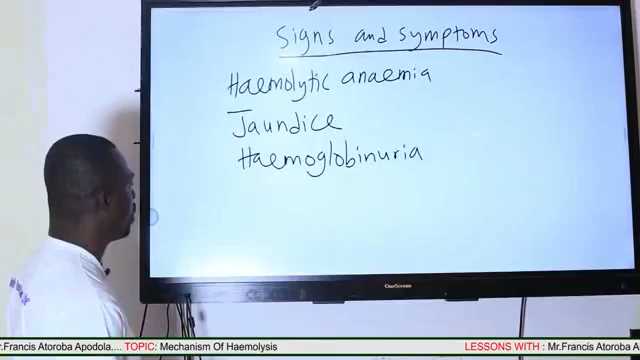 Signs and symptoms
Haemolytic anaemia
Jaundice
Haemoglobinuria
OneScreen
r.Francis Atoroba Apodola.... TOPIC: Mechanism Of Haemolysis LESSONS WITH : Mr.Francis Atoroba A